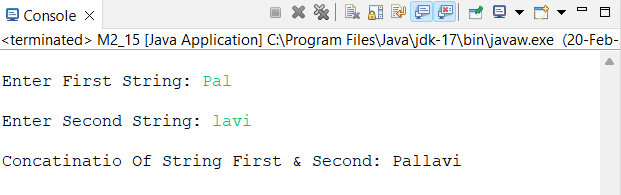 Console
<terminated> M2_15 [Java Application] C:\Program Files\Java\jdk-17\bin\javaw.exe (20-Feb-
Enter First String: Pal
Enter Second String: lavi
Concatinatio Of String First & Second: Pallavi